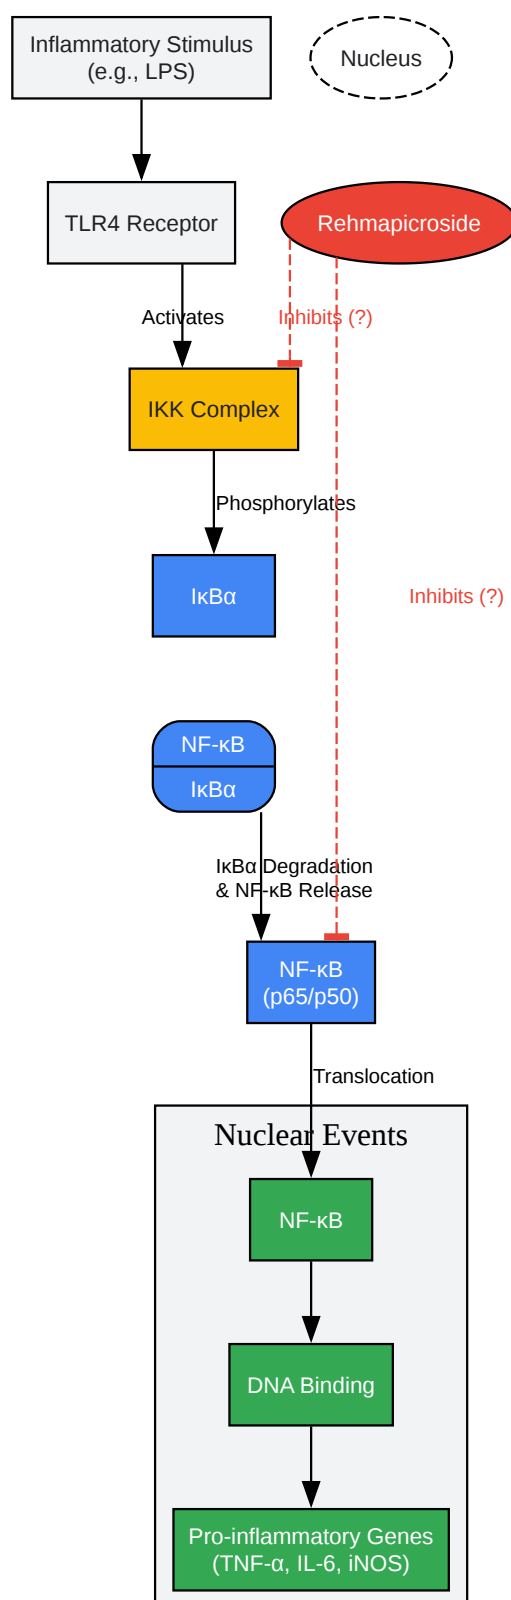 Inflammatory Stimulus
(e.g., LPS)
Nucleus
TLR4 Receptor
Rehmapicroside
Activates
Inhibits (?)
IKK Complex
Phosphorylates
IκBα
Inhibits (?)
NF-κB
IκBα
IκBα Degradation
& NF-κB Release
NF-κB
(p65/p50)
Translocation
Nuclear Events
NF-κB
DNA Binding
Pro-inflammatory Genes
(TNF-α, IL-6, iNOS)